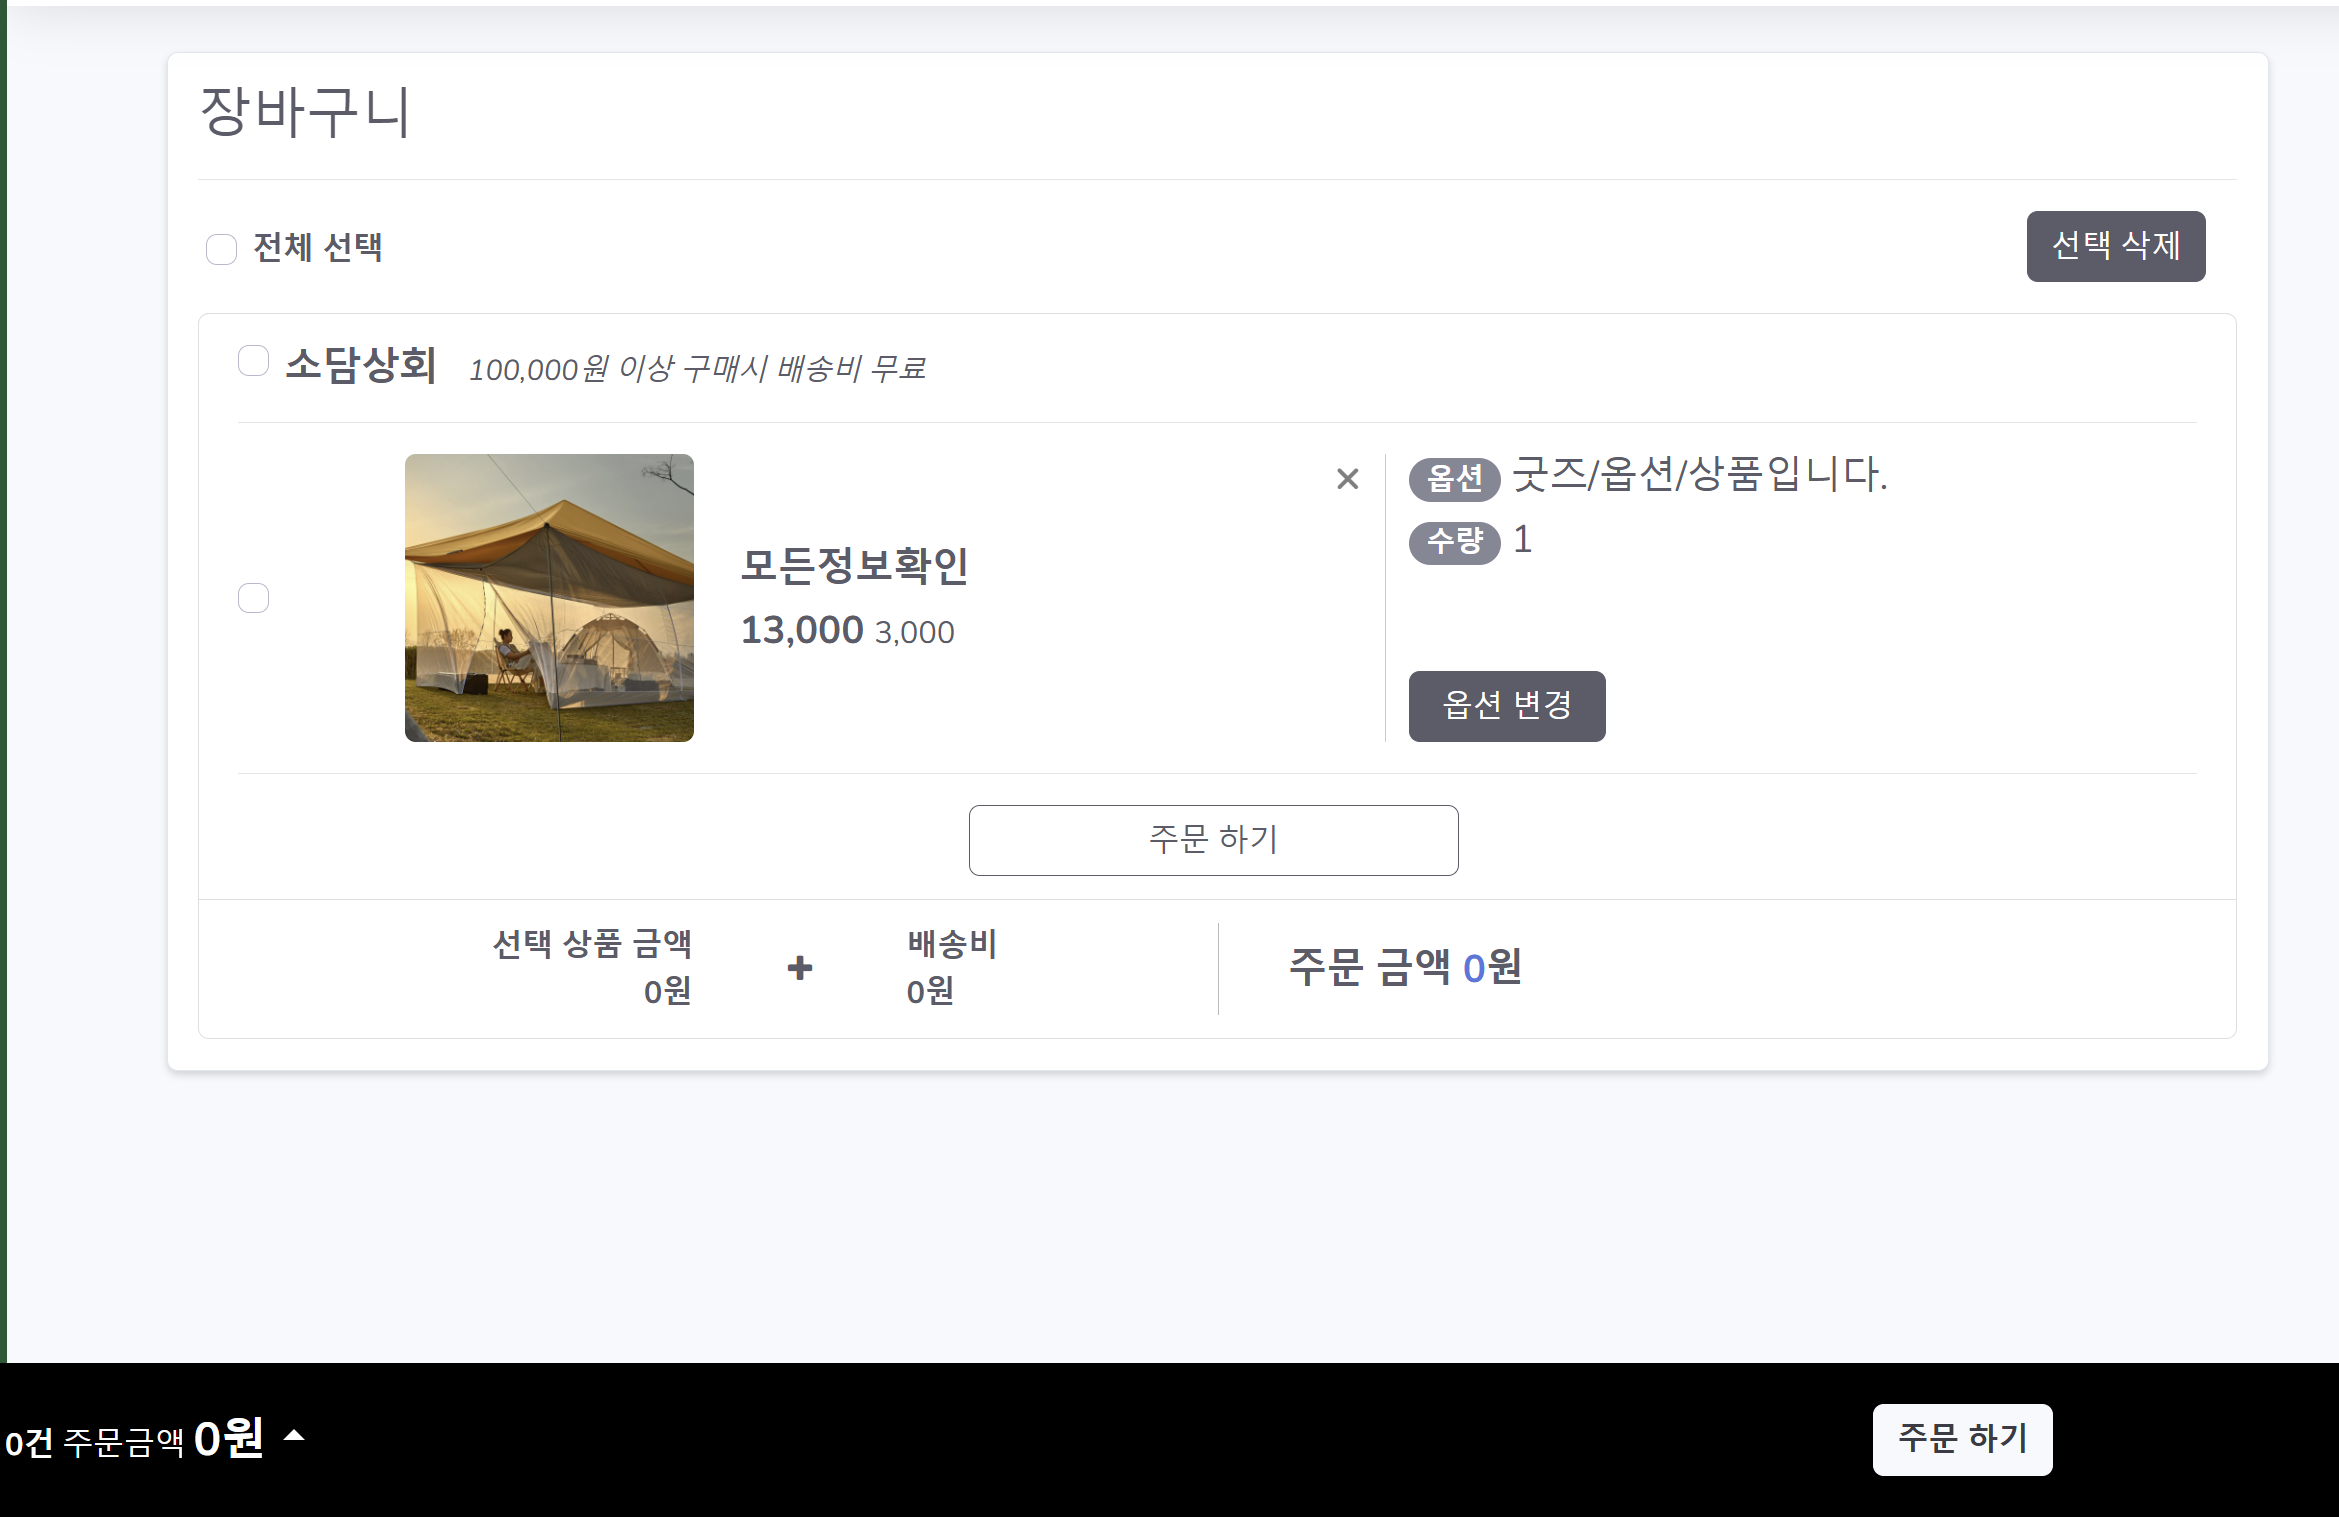 장바구니
전체 선택
선택 삭제
소담상회 100,000원 이상 구매시 배송비 무료
옵션 굿즈/옵션/상품입니다.
수량 1
모든정보확인
13,000 3,000
옵션 변경
주문 하기
선택 상품 금액
0원
배송비
0원
주문 금액 0원
0건 주문금액 0원
주문 하기